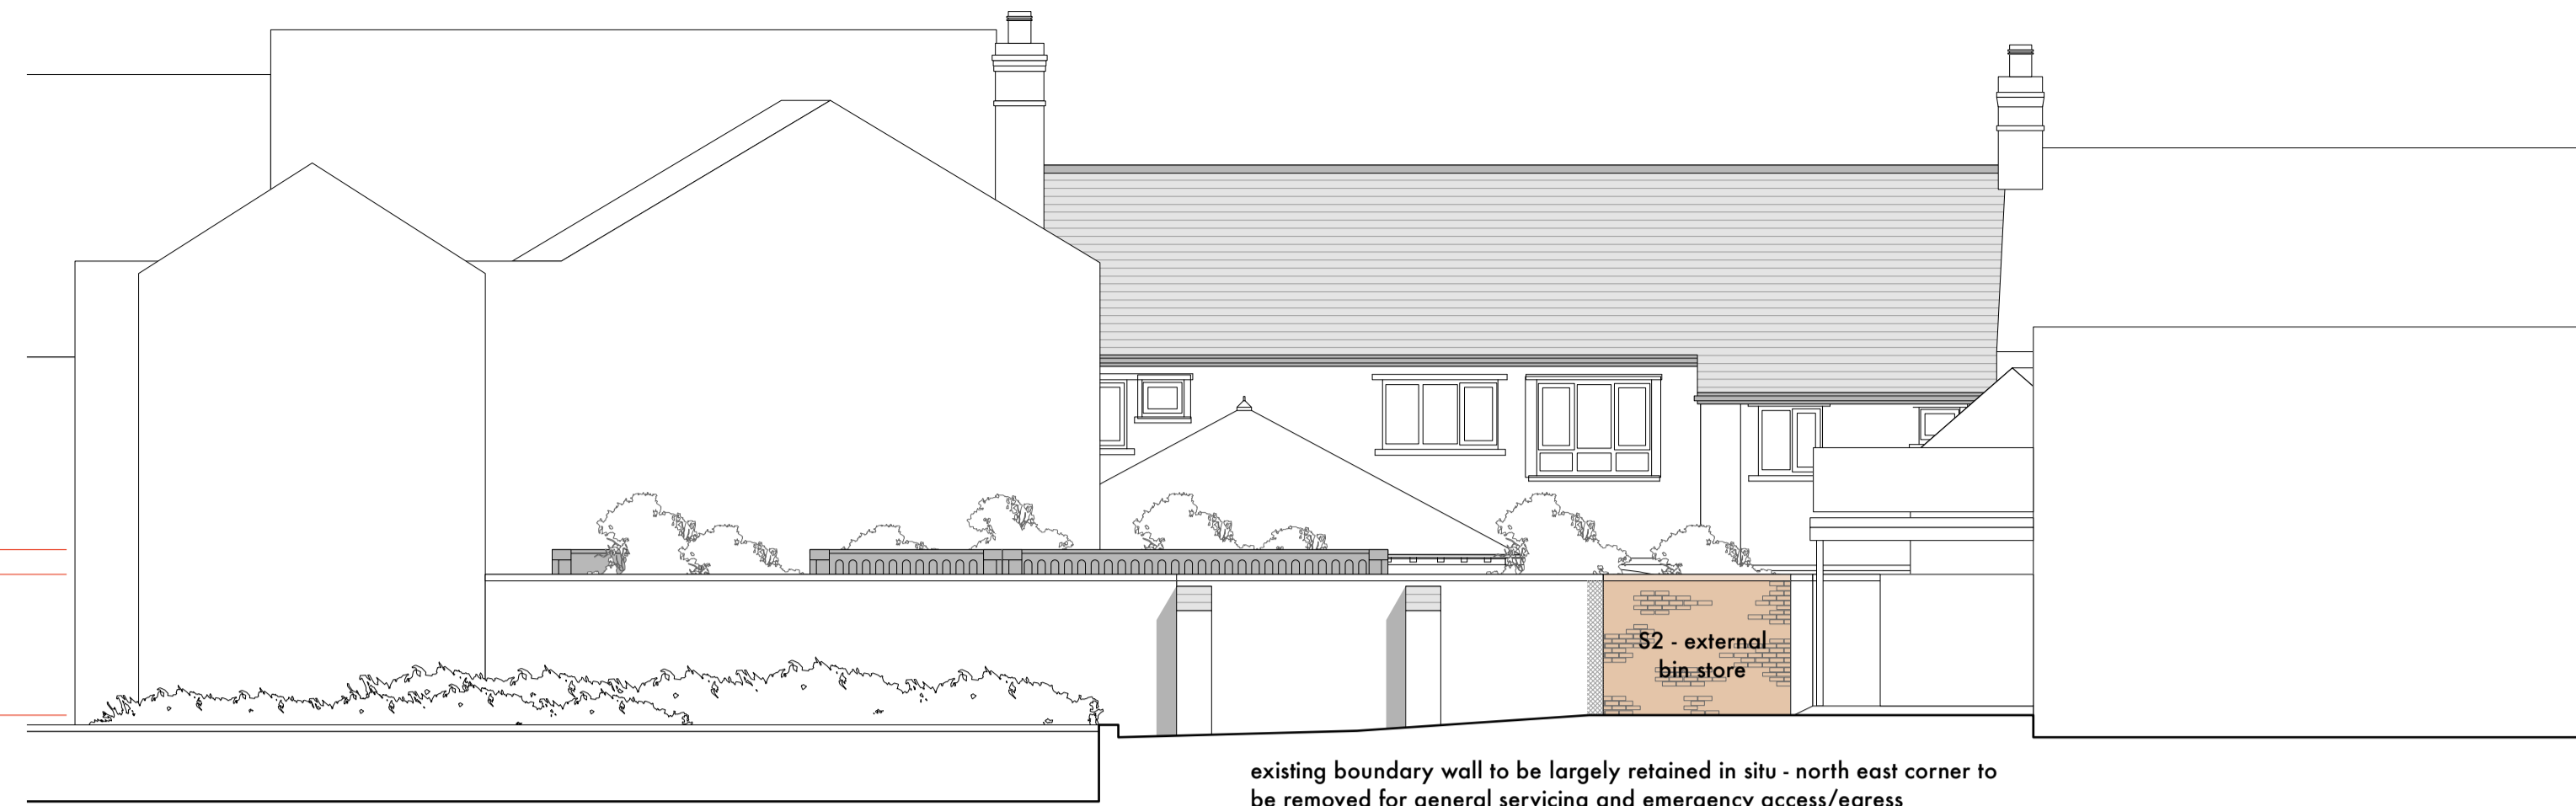 S2 - external
bin store
existing boundary wall to be largely retained in situ - north east corner to
be removed for general servicing and emergency access/egress